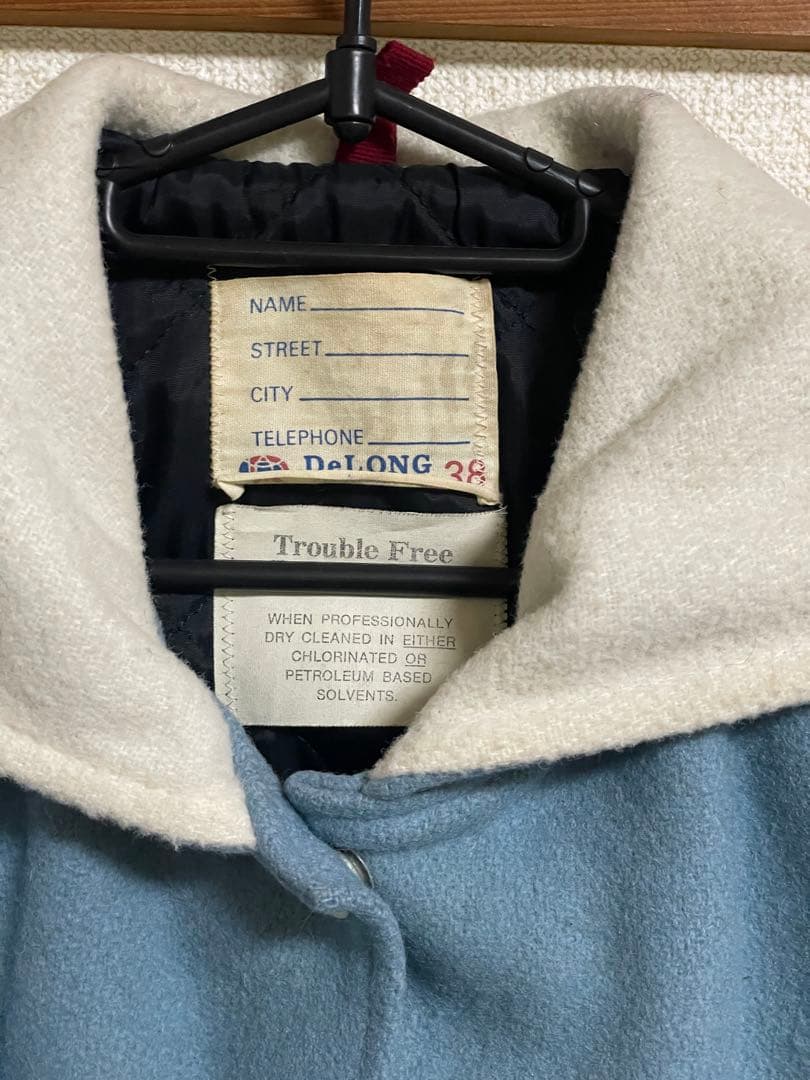 NAME
STREET
CITY
TELEPHONE
DeLONG 38
Trouble Free
WHEN PROFESSIONALLY
DRY CLEANED IN EITHER
CHLORINATED OR
PETROLEUM BASED
SOLVENTS.